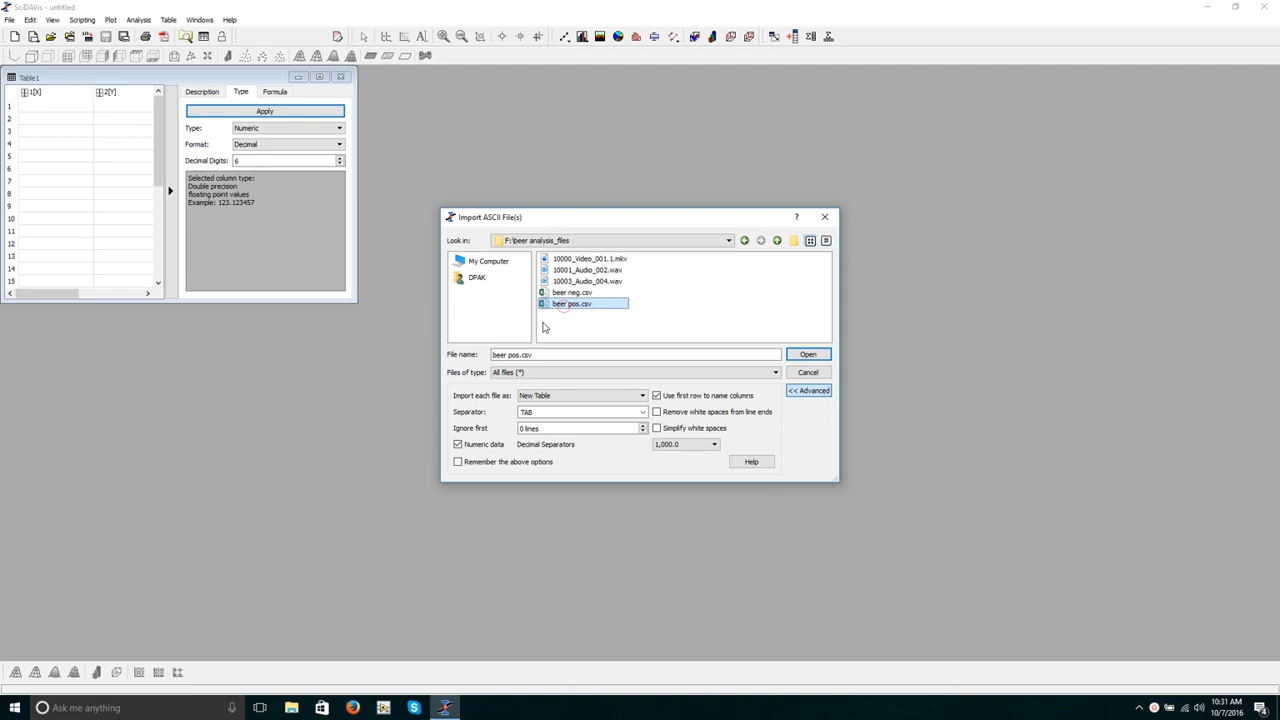 SciDAVis - untitled
File Edit View Scripting Plot Analysis Table Windows Help
Table1
1[X] 2[Y]
1
2
3
4
5
6
7
8
9
10
11
12
13
14
15
Description Type Formula
Apply
Type: Numeric
Format: Decimal
Decimal Digits: 6
Selected column type:
Double precision
floating point values
Example: 123.123457
Import ASCII File(s)
Look in: F:\beer analysis_files
My Computer
DPAK
10000_Video_001.1.mkv
10001_Audio_002.wav
10003_Audio_004.wav
beer neg.csv
beer pos.csv
File name: beer pos.csv Open
Files of type: All files (*) Cancel
<< Advanced
Import each file as: New Table Use first row to name columns
Separator: TAB Remove white spaces from line ends
Ignore first 0 lines Simplify white spaces
Numeric data Decimal Separators 1,000.0
Remember the above options Help
Ask me anything
10:31 AM
10/7/2016
4